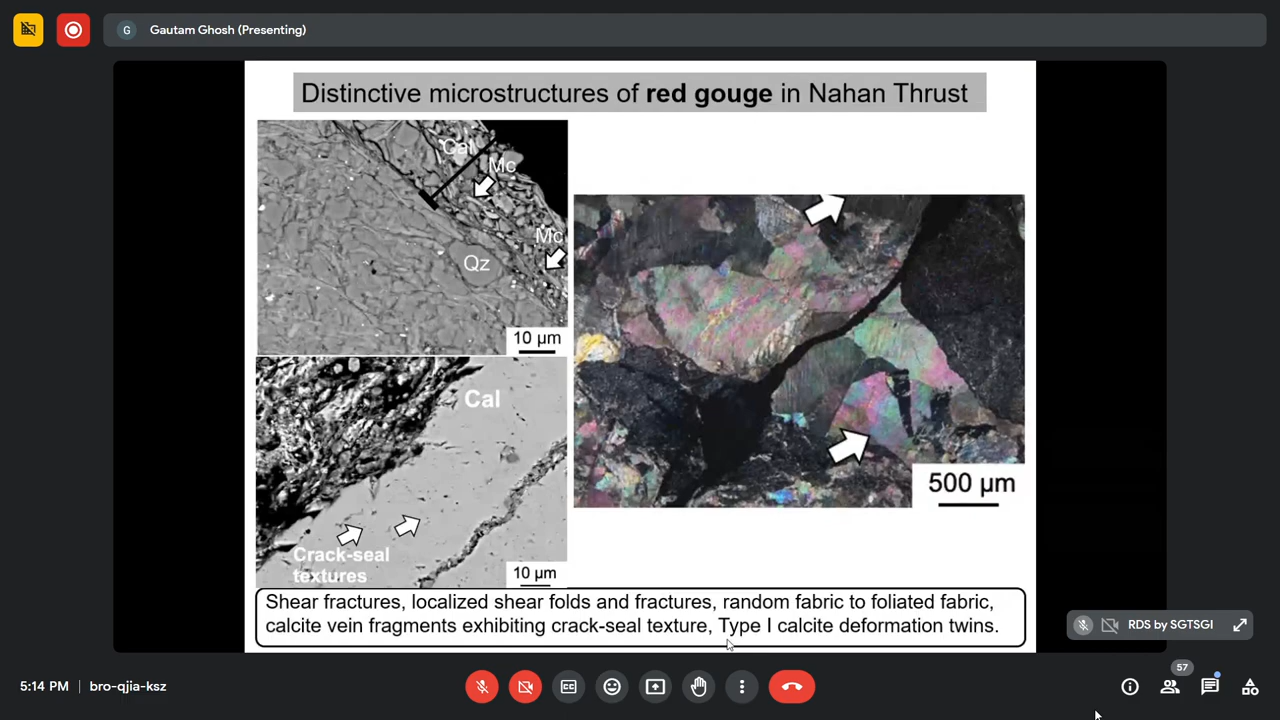 G Gautam Ghosh (Presenting)
Distinctive microstructures of red gouge in Nahan Thrust
Cal
Mc
Mc
Qz
10 µm
500 µm
Cal
Crack-seal
textures
10 µm
Shear fractures, localized shear folds and fractures, random fabric to foliated fabric,
calcite vein fragments exhibiting crack-seal texture, Type I calcite deformation twins.
RDS by SGTSGI
5:14 PM | bro-qjia-ksz
57